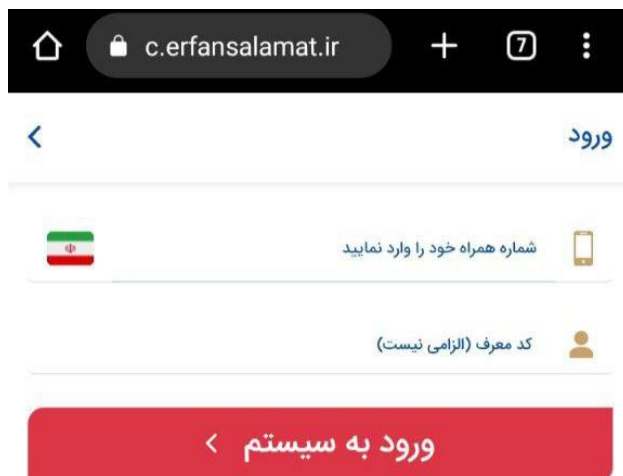 c.erfansalamat.ir
7
ورود
شماره همراه خود را وارد نمایید
کد معرف (الزامی نیست)
ورود به سیستم